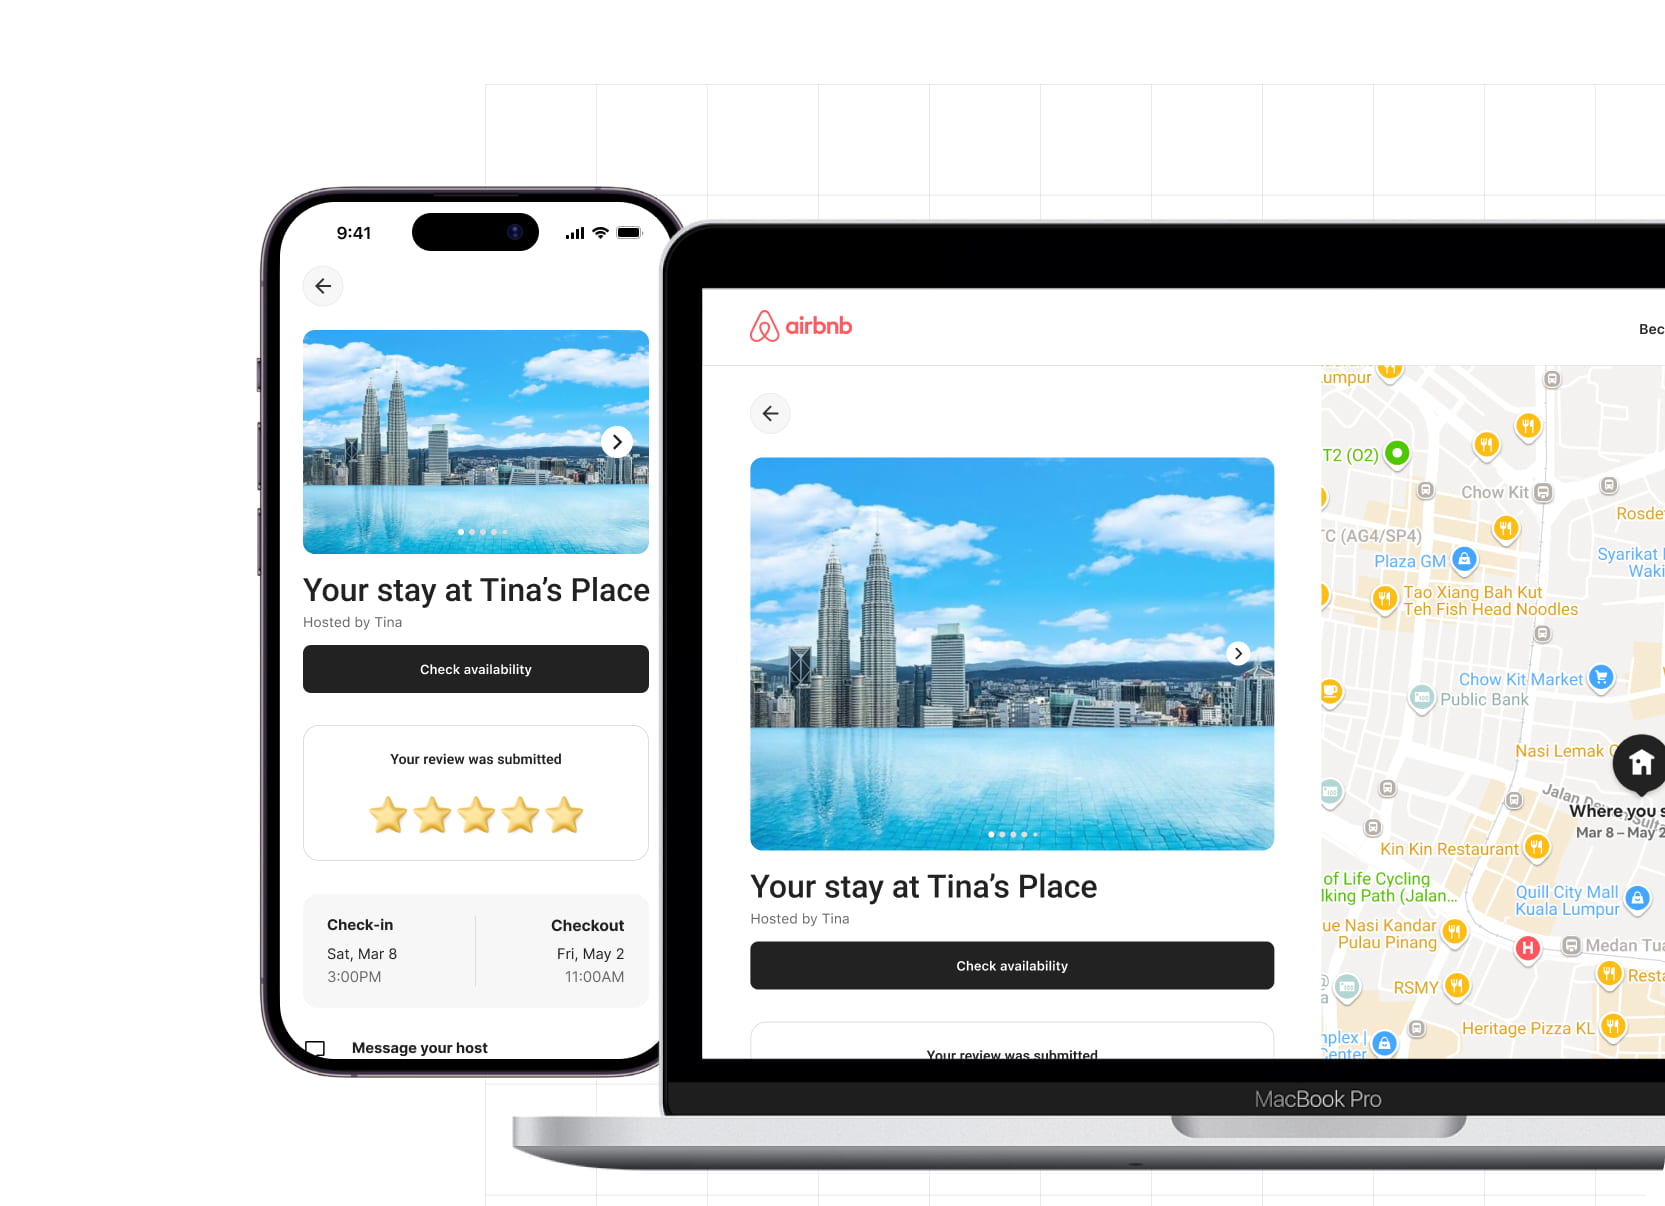 9:41
Your stay at Tina's Place
Hosted by Tina
Check availability
Your review was submitted
Check-in
Sat, Mar 8
3:00PM
Checkout
Fri, May 2
11:00AM
Message your host
airbnb
Bec
Your stay at Tina's Place
Hosted by Tina
Check availability
Your review was submitted
umpur
T2 (O2)
Chow Kit
Rosde
TC (AG4/SP4)
Plaza GM
Syarikat
Waki
Tao Xiang Bah Kut
Teh Fish Head Noodles
Chow Kit Market
Public Bank
Nasi Lemak
Jalan
Where you s
Mar 8 – May 2
Kin Kin Restaurant
of Life Cycling
lking Path (Jalan...
Quill City Mall
Kuala Lumpur
ue Nasi Kandar
Pulau Pinang
H
Medan Tua
Resta
RSMY
Heritage Pizza KL
nplex
Center
MacBook Pro